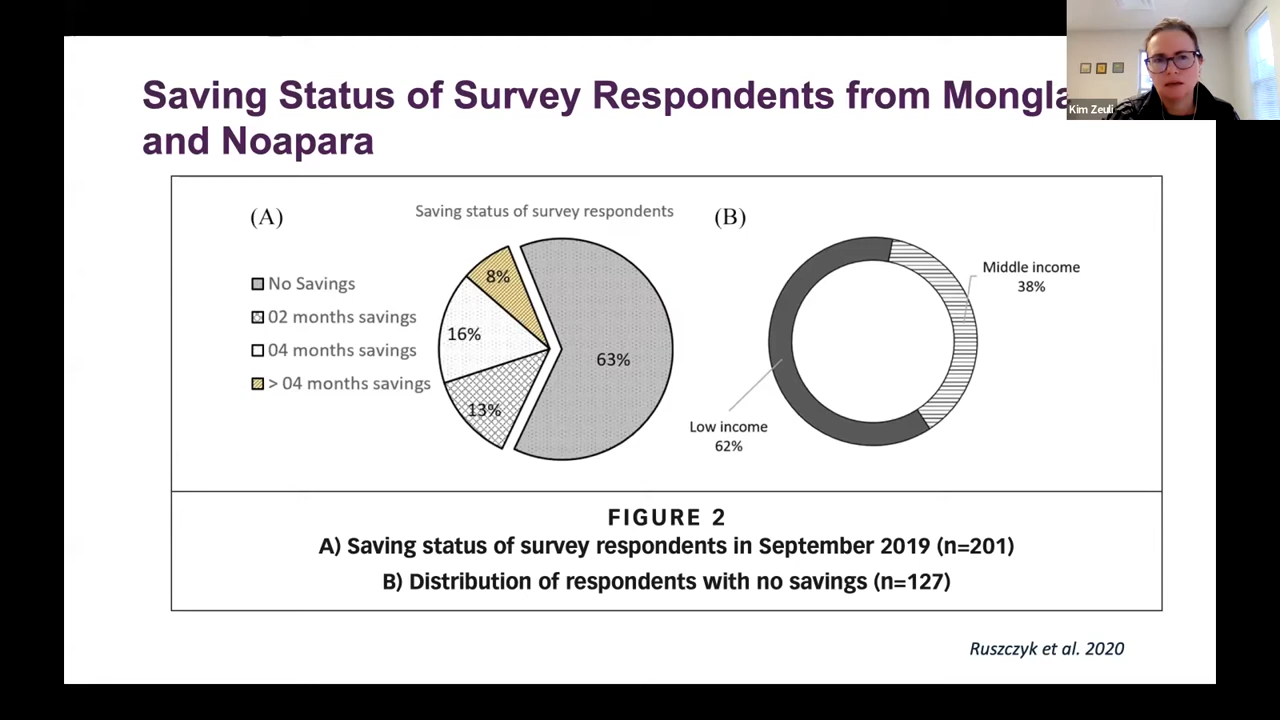 Saving Status of Survey Respondents from Mongla
and Noapara
Kim Zeuli
(A)
Saving status of survey respondents
No Savings
02 months savings
04 months savings
> 04 months savings
8%
16%
13%
63%
(B)
Middle income
38%
Low income
62%
FIGURE 2
A) Saving status of survey respondents in September 2019 (n=201)
B) Distribution of respondents with no savings (n=127)
Ruszczyk et al. 2020